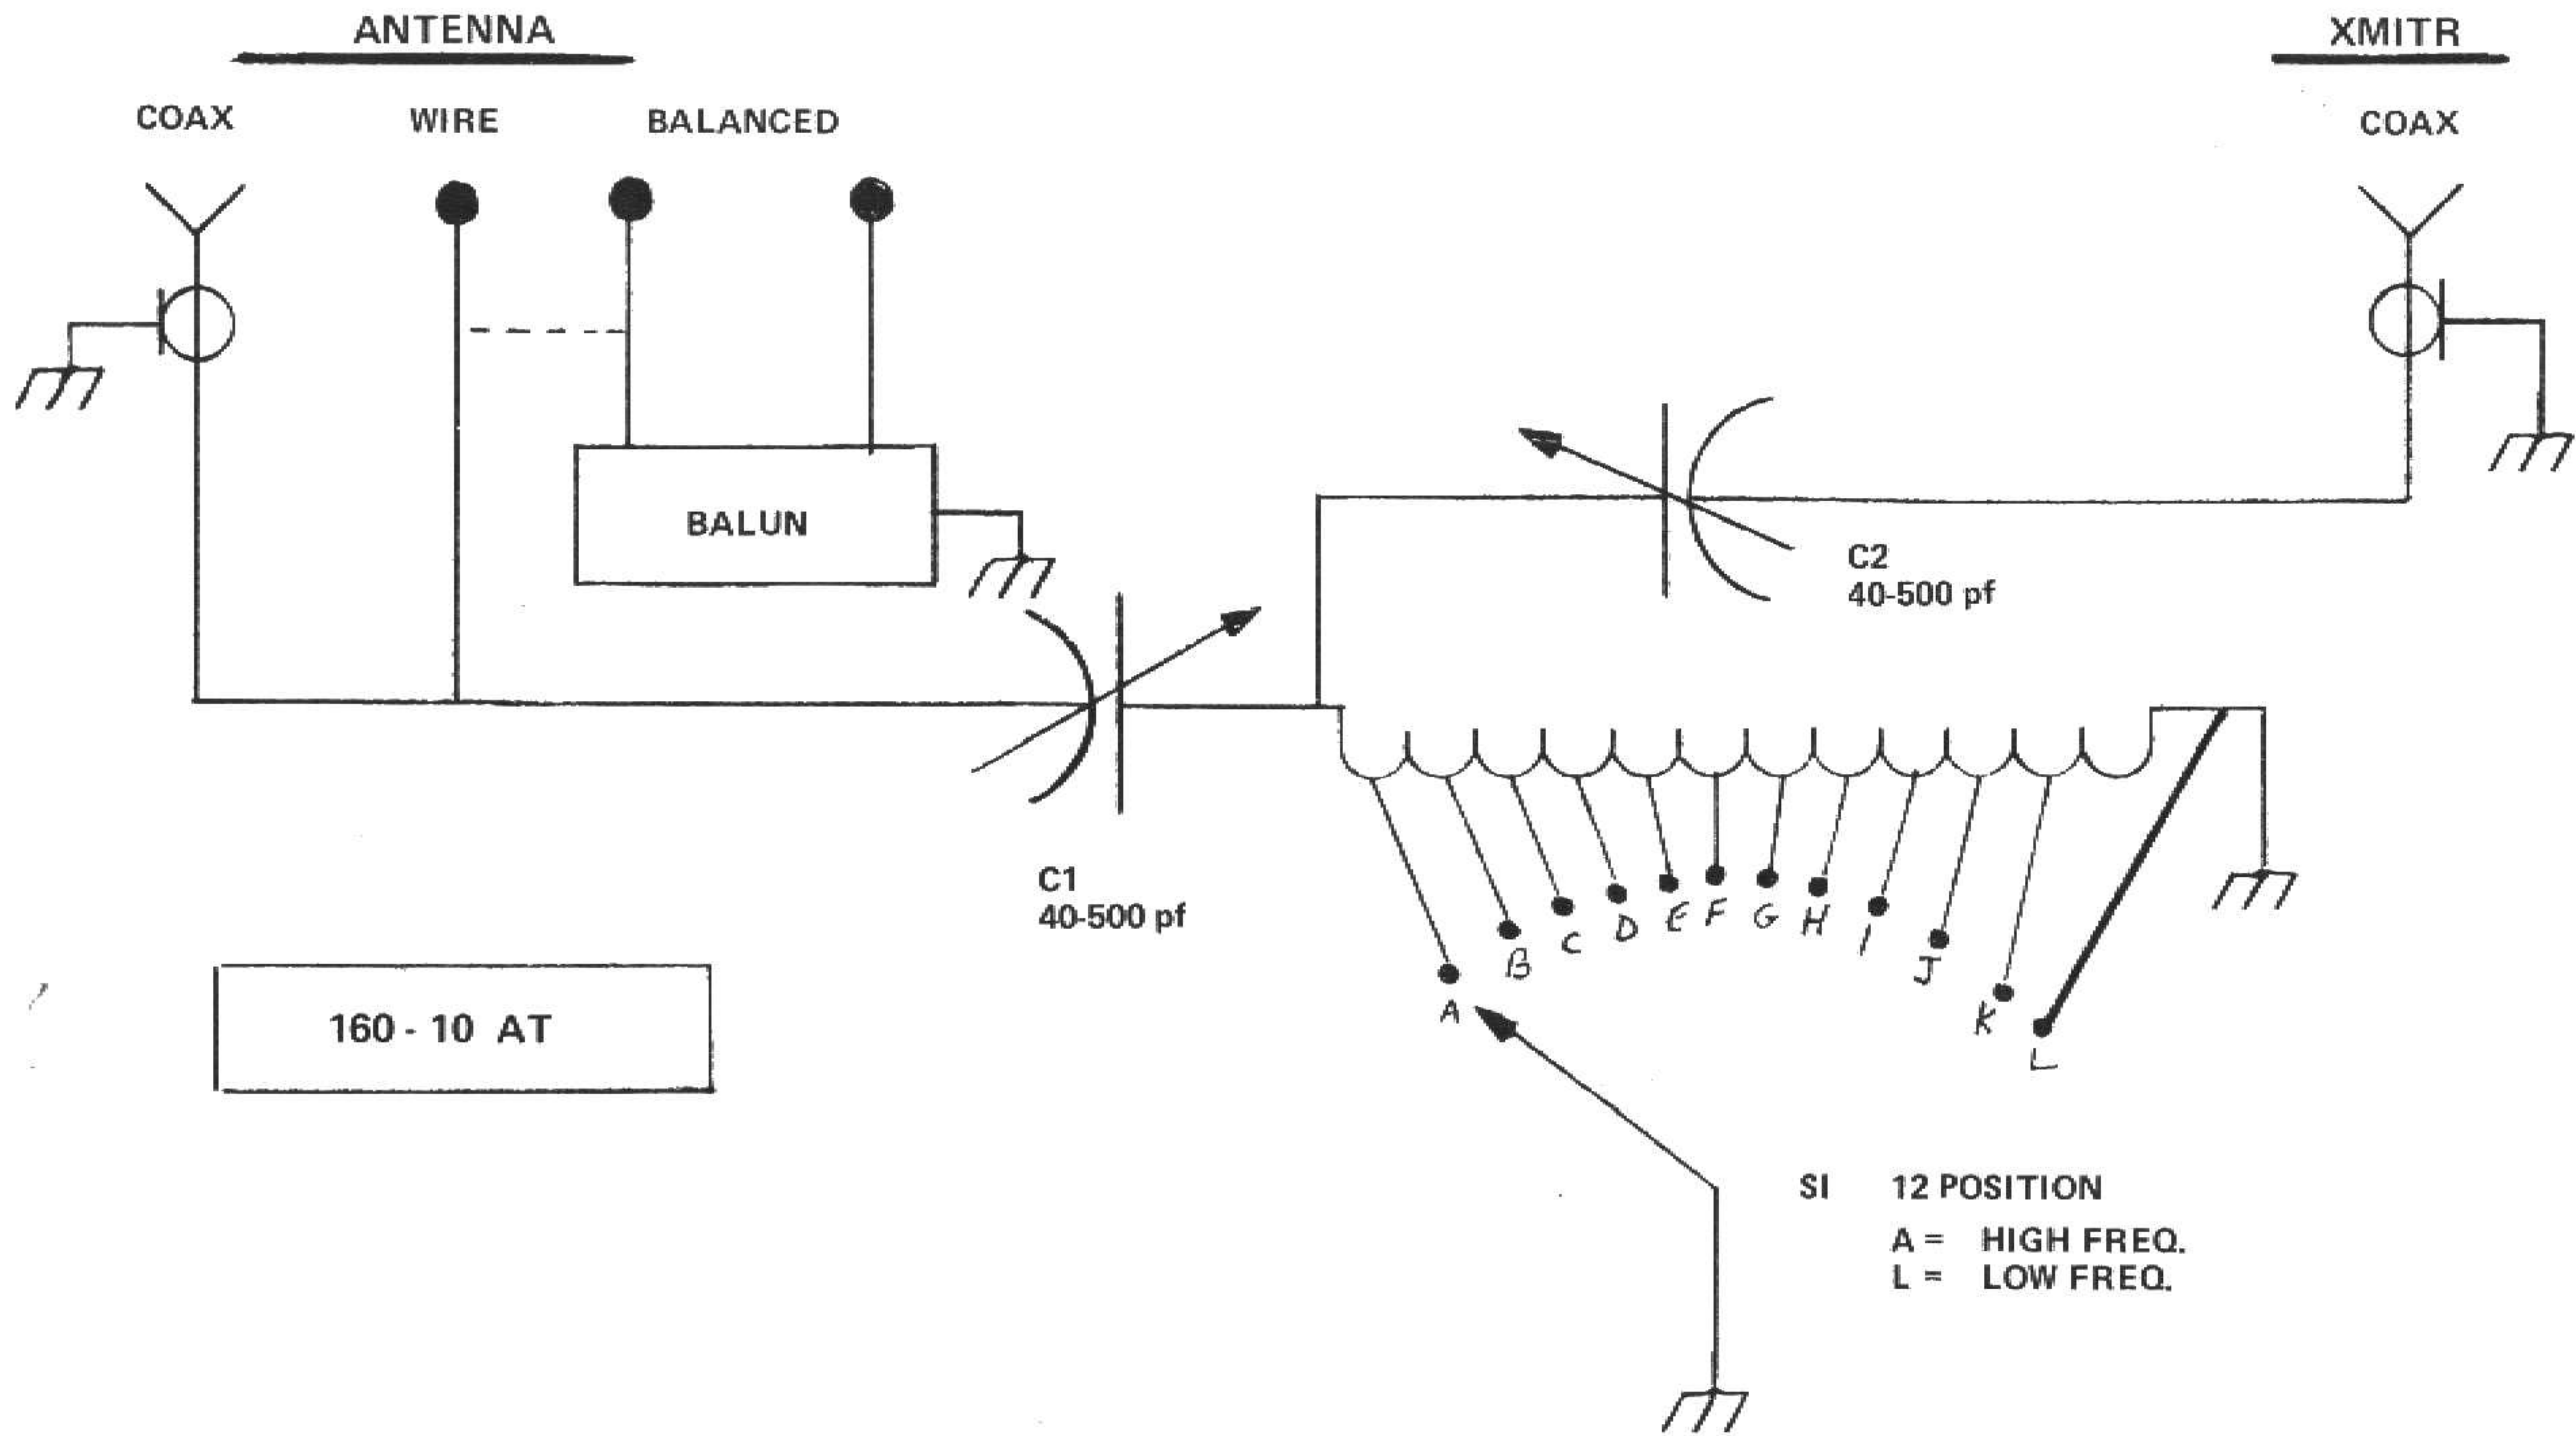 ANTENNA
XMITR
COAX
WIRE
BALANCED
COAX
BALUN
C2
40-500 pf
C1
40-500 pf
A
B
C
D
E
F
G
H
I
J
K
L
160 - 10 AT
SI 12 POSITION
A = HIGH FREQ.
L = LOW FREQ.